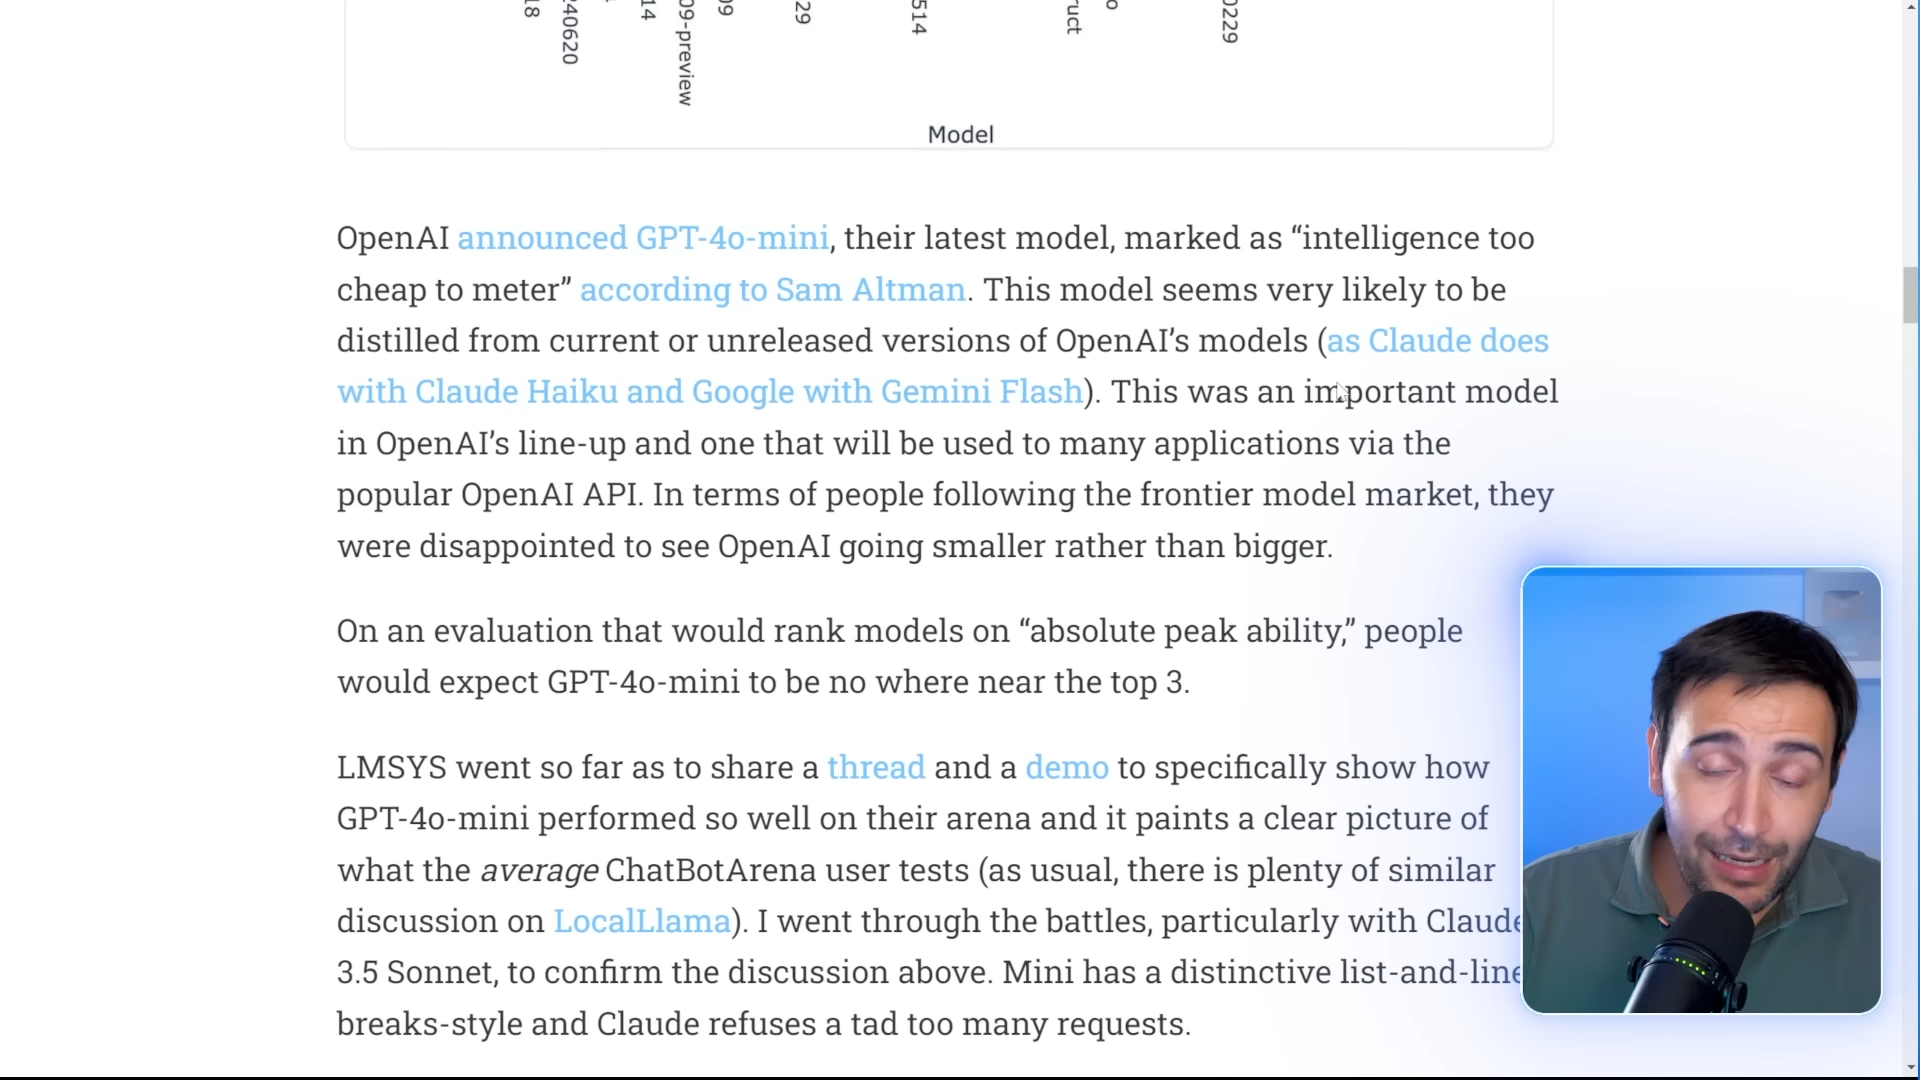 18
240620
14
09-preview
09
29
514
uct
o
0229
Model
OpenAI announced GPT-4o-mini, their latest model, marked as “intelligence too
cheap to meter” according to Sam Altman. This model seems very likely to be
distilled from current or unreleased versions of OpenAI’s models (as Claude does
with Claude Haiku and Google with Gemini Flash). This was an important model
in OpenAI’s line-up and one that will be used to many applications via the
popular OpenAI API. In terms of people following the frontier model market, they
were disappointed to see OpenAI going smaller rather than bigger.
On an evaluation that would rank models on “absolute peak ability,” people
would expect GPT-4o-mini to be no where near the top 3.
LMSYS went so far as to share a thread and a demo to specifically show how
GPT-4o-mini performed so well on their arena and it paints a clear picture of
what the average ChatBotArena user tests (as usual, there is plenty of similar
discussion on LocalLlama). I went through the battles, particularly with Claude
3.5 Sonnet, to confirm the discussion above. Mini has a distinctive list-and-line
breaks-style and Claude refuses a tad too many requests.